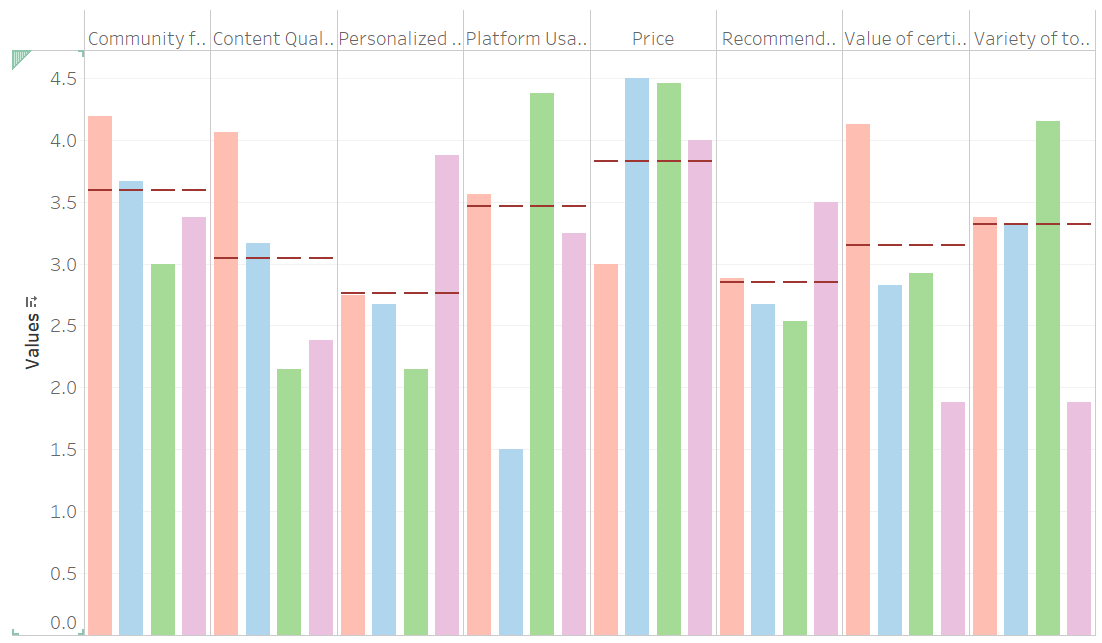 Community f..
Content Qual..
Personalized ..
Platform Usa..
Price
Recommend..
Value of certi..
Variety of to..
4.5
4.0
3.5
3.0
2.5
2.0
1.5
1.0
0.5
0.0
Values